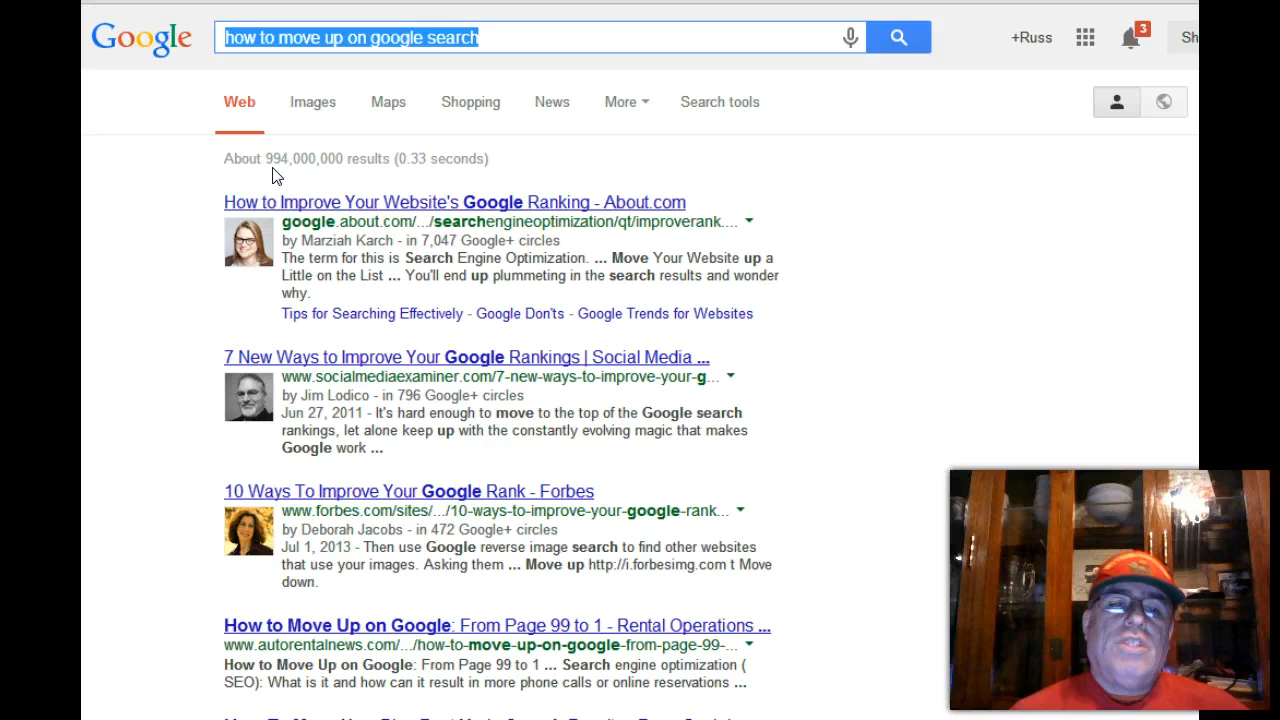 Google how to move up on google search +Russ 3 Sh
Web Images Maps Shopping News More Search tools
About 994,000,000 results (0.33 seconds)
How to Improve Your Website's Google Ranking - About.com
google.about.com/.../searchengineoptimization/qt/improverank....
by Marziah Karch - in 7,047 Google+ circles
The term for this is Search Engine Optimization. ... Move Your Website up a
Little on the List ... You'll end up plummeting in the search results and wonder
why.
Tips for Searching Effectively - Google Don'ts - Google Trends for Websites
7 New Ways to Improve Your Google Rankings | Social Media ...
www.socialmediaexaminer.com/7-new-ways-to-improve-your-g...
by Jim Lodico - in 796 Google+ circles
Jun 27, 2011 - It's hard enough to move to the top of the Google search
rankings, let alone keep up with the constantly evolving magic that makes
Google work ...
10 Ways To Improve Your Google Rank - Forbes
www.forbes.com/sites/.../10-ways-to-improve-your-google-rank...
by Deborah Jacobs - in 472 Google+ circles
Jul 1, 2013 - Then use Google reverse image search to find other websites
that use your images. Asking them ... Move up http://i.forbesimg.com t Move
down.
How to Move Up on Google: From Page 99 to 1 - Rental Operations ...
www.autorentalnews.com/.../how-to-move-up-on-google-from-page-99-...
How to Move Up on Google: From Page 99 to 1 ... Search engine optimization (
SEO): What is it and how can it result in more phone calls or online reservations ...